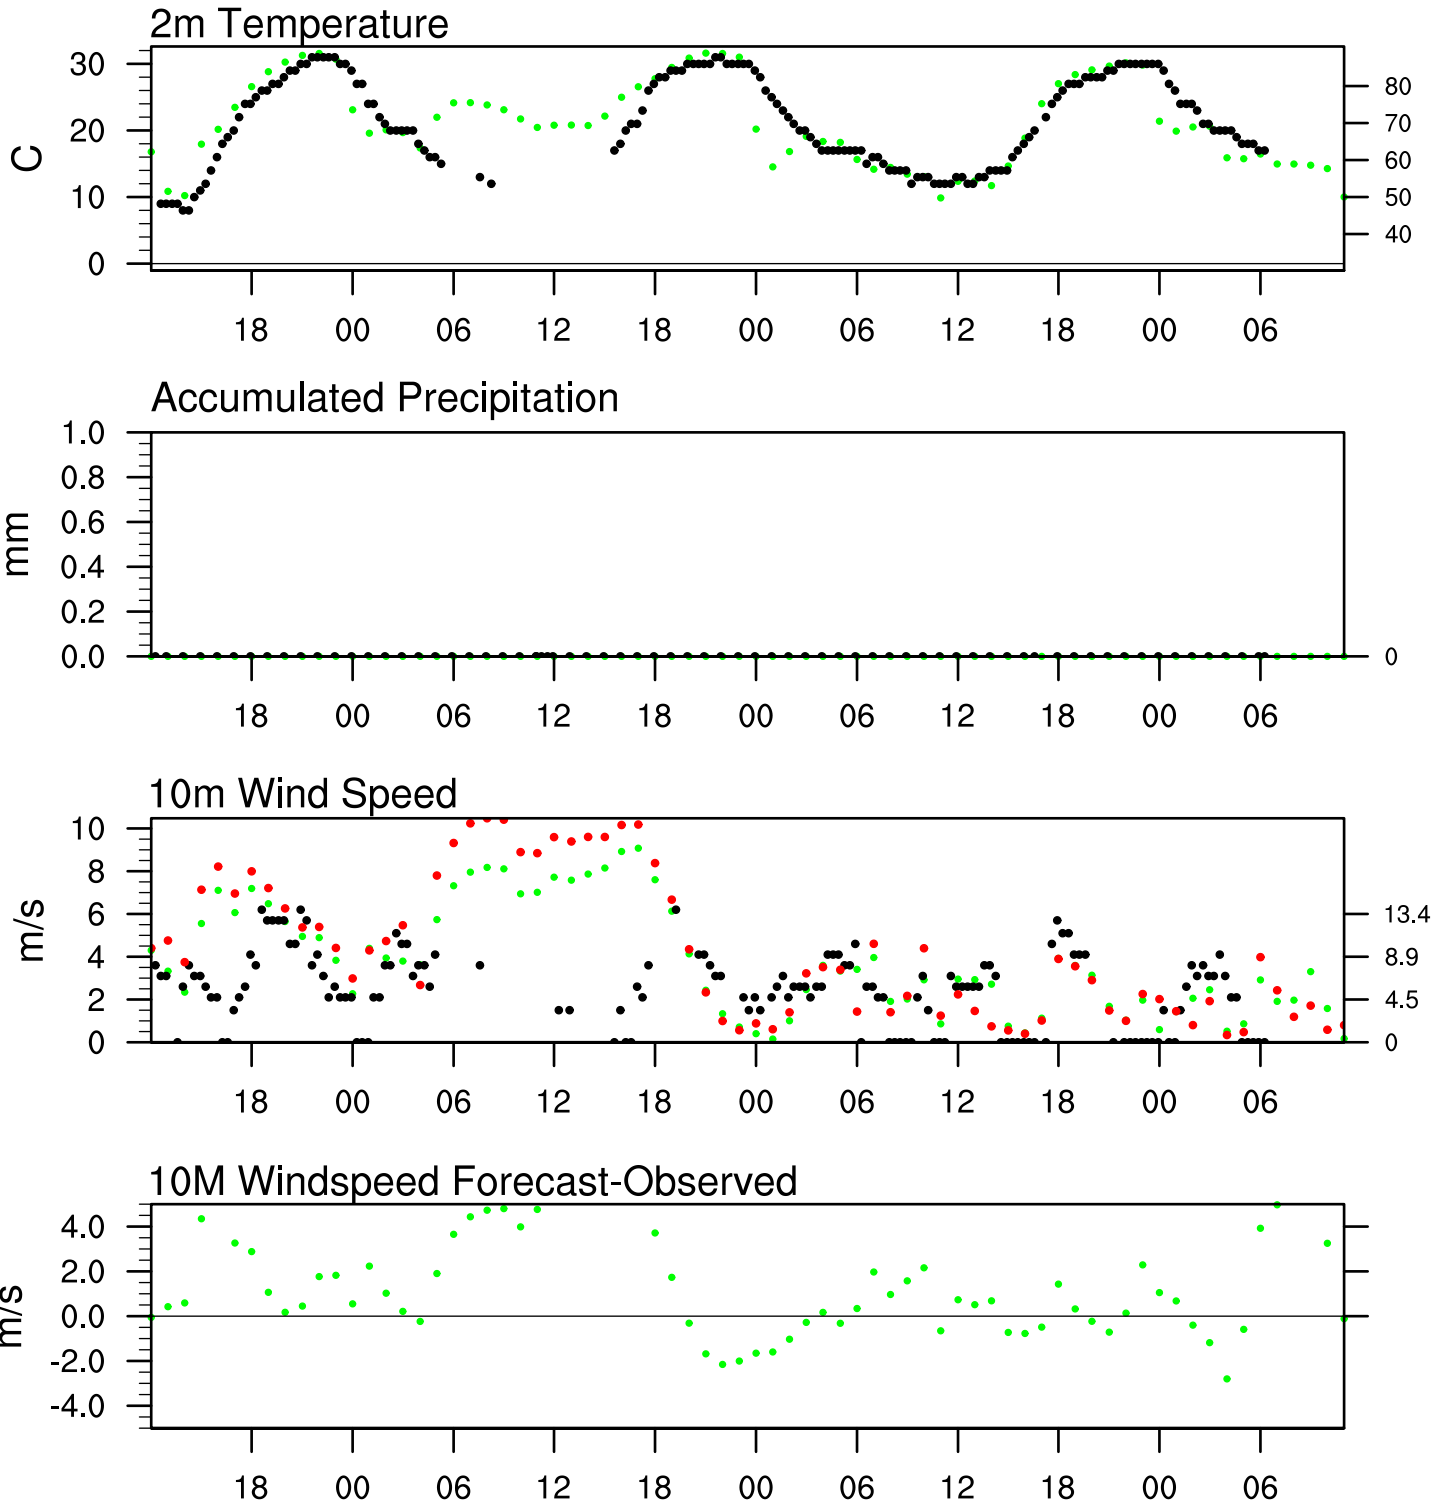 2m Temperature
30
20
10
0
C
80
70
60
50
40
18 00 06 12 18 00 06 12 18 00 06
Accumulated Precipitation
1.0
0.8
0.6
0.4
0.2
0.0
mm
0
18 00 06 12 18 00 06 12 18 00 06
10m Wind Speed
10
8
6
4
2
0
m/s
13.4
8.9
4.5
0
18 00 06 12 18 00 06 12 18 00 06
10M Windspeed Forecast-Observed
4.0
2.0
0.0
-2.0
-4.0
m/s
18 00 06 12 18 00 06 12 18 00 06